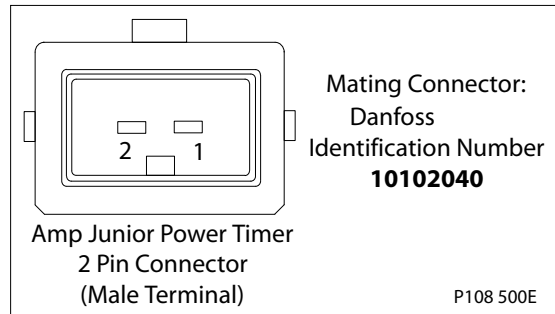 2
1
Amp Junior Power Timer
2 Pin Connector
(Male Terminal)
Mating Connector:
Danfoss
Identification Number
10102040
P108 500E